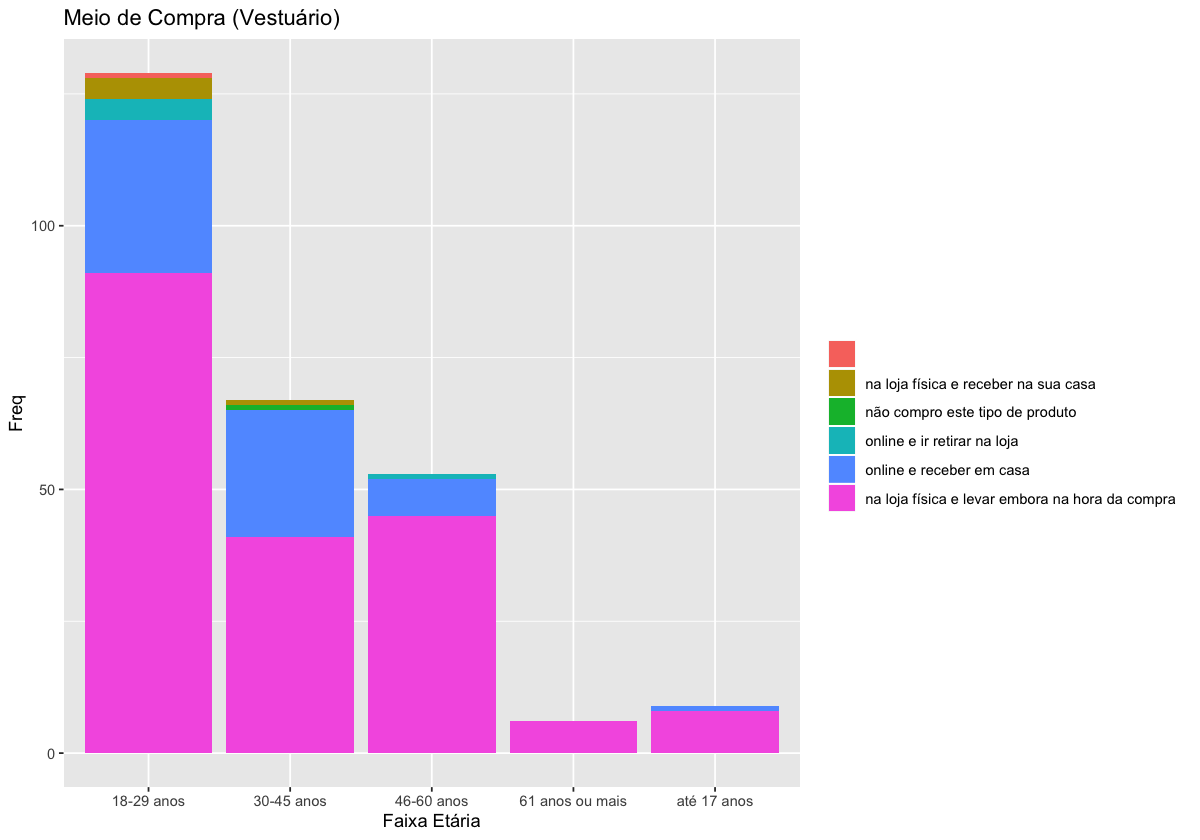 Meio de Compra (Vestuário)
Freq
100
50
0
18-29 anos
30-45 anos
46-60 anos
61 anos ou mais
até 17 anos
Faixa Etária
na loja física e receber na sua casa
não compro este tipo de produto
online e ir retirar na loja
online e receber em casa
na loja física e levar embora na hora da compra